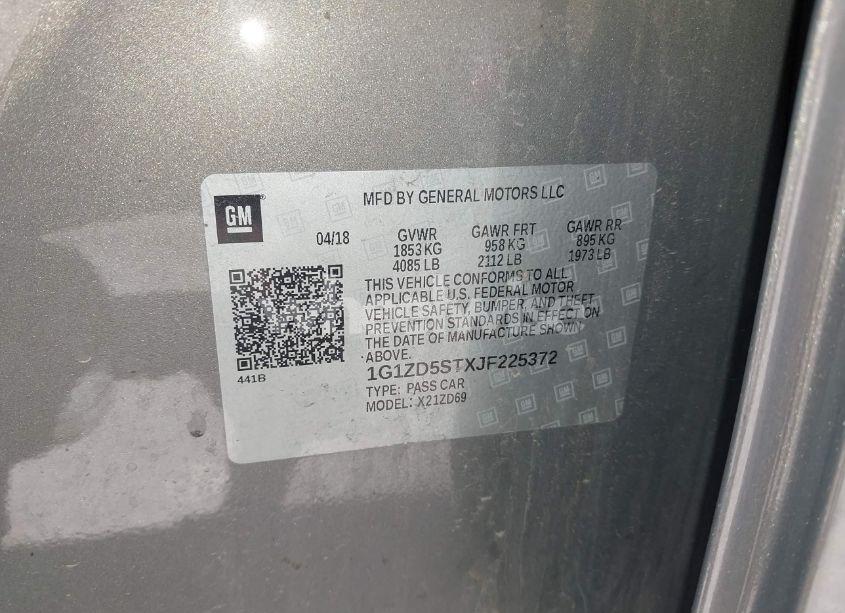 MFD BY GENERAL MOTORS LLC
GM
04/18 GVWR GAWR FRT GAWR RR
1853 KG 958 KG 895 KG
4085 LB 2112 LB 1973 LB
THIS VEHICLE CONFORMS TO ALL
APPLICABLE U.S. FEDERAL MOTOR
VEHICLE SAFETY, BUMPER, AND THEFT
PREVENTION STANDARDS IN EFFECT ON
THE DATE OF MANUFACTURE SHOWN
ABOVE.
441B
1G1ZD5STXJF225372
TYPE: PASS CAR
MODEL: X21ZD69